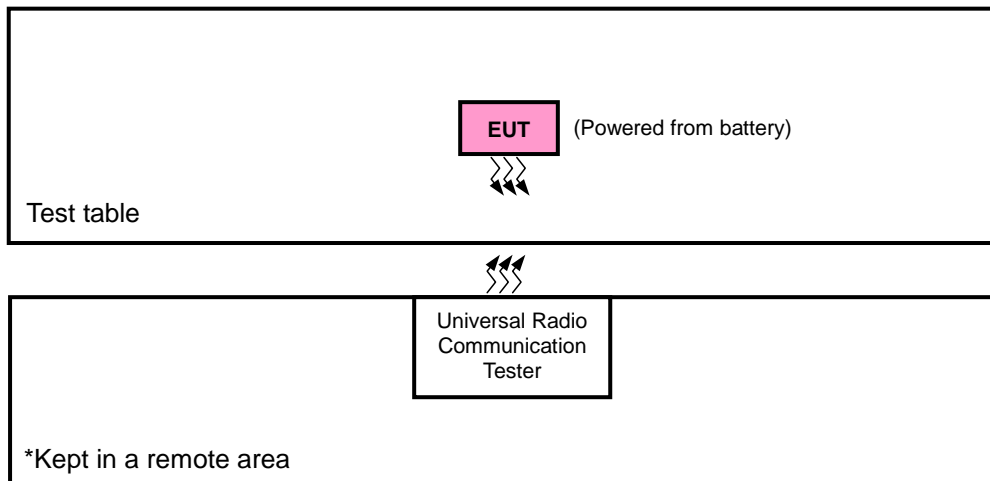 EUT
(Powered from battery)
Test table
Universal Radio
Communication
Tester
*Kept in a remote area